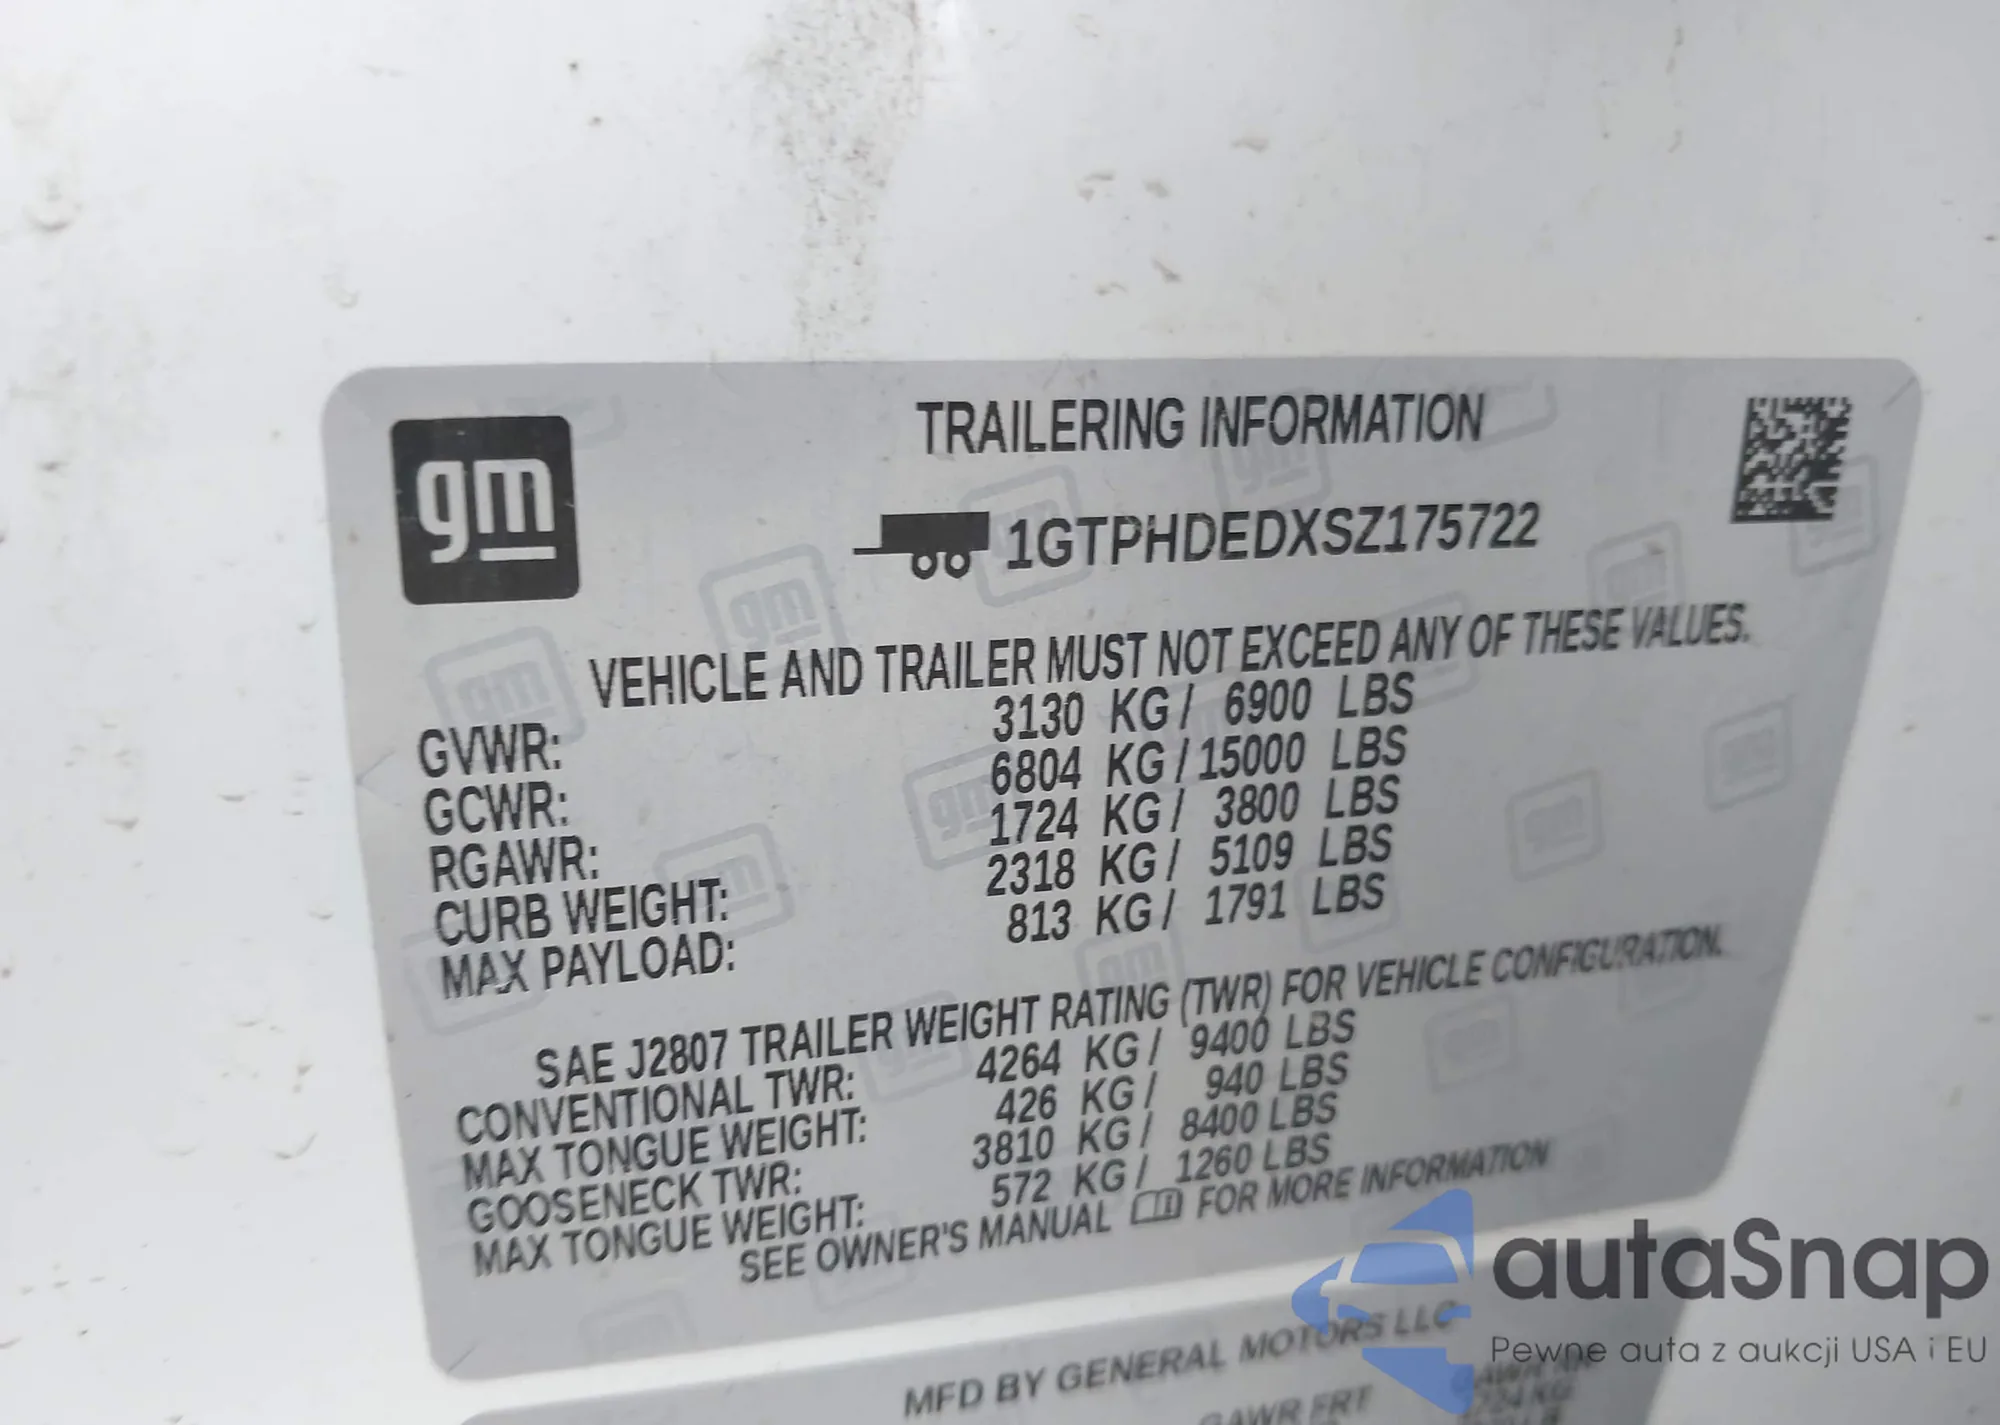 gm
TRAILERING INFORMATION
1GTPHDEDXSZ175722
VEHICLE AND TRAILER MUST NOT EXCEED ANY OF THESE VALUES.
GVWR: 3130 KG / 6900 LBS
GCWR: 6804 KG / 15000 LBS
RGAWR: 1724 KG / 3800 LBS
CURB WEIGHT: 2318 KG / 5109 LBS
MAX PAYLOAD: 813 KG / 1791 LBS
SAE J2807 TRAILER WEIGHT RATING (TWR) FOR VEHICLE CONFIGURATION.
CONVENTIONAL TWR: 4264 KG / 9400 LBS
MAX TONGUE WEIGHT: 426 KG / 940 LBS
GOOSENECK TWR: 3810 KG / 8400 LBS
MAX TONGUE WEIGHT: 572 KG / 1260 LBS
SEE OWNER'S MANUAL FOR MORE INFORMATION
MFD BY GENERAL MOTORS LLC
GAWR FRT
autaSnap
Pewne auta z aukcji USA i EU